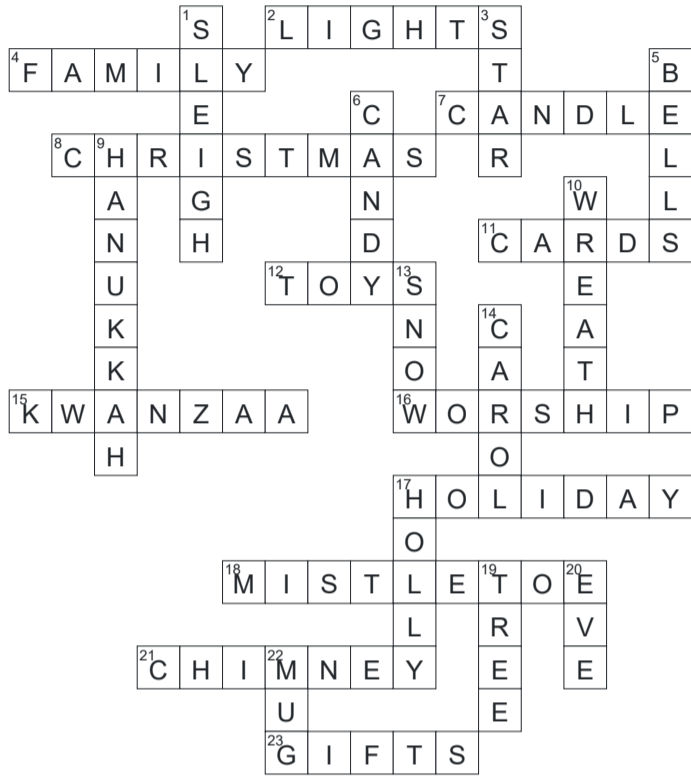 1 S 2 L I G H T 3 S
4 F A M I L Y T 5 B
E 6 C 7 C A N D L E
8 C 9 H R I S T M A S R L
A G N 10 W L
N H D 11 C A R D S
U 12 T O Y 13 S E
K N 14 C A
K O A T
15 K W A N Z A A 16 W O R S H I P
H O
17 H O L I D A Y
O
18 M I S T L E 19 T O 20 E
L R V
21 C H I 22 M N E Y E E
U E
23 G I F T S